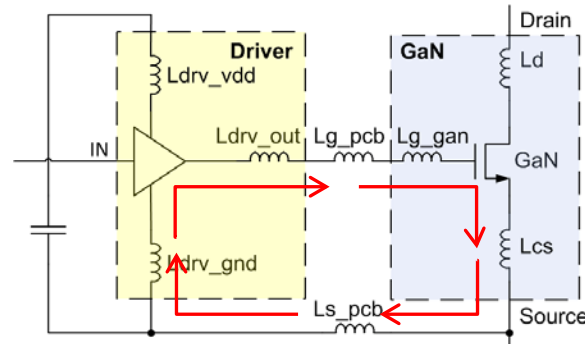 Drain
Driver
GaN
Ldrv_vdd
Ld
Ldrv_out
Lg_pcb
Lg_gan
IN
GaN
Ldrv_gnd
Lcs
Ls_pcb
Source